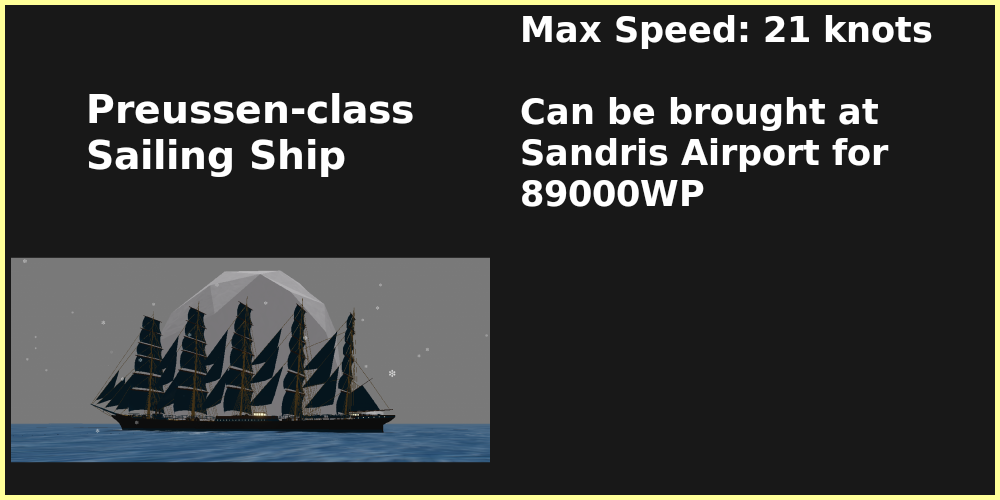 Preussen-class
Sailing Ship
Max Speed: 21 knots
Can be brought at
Sandris Airport for
89000WP